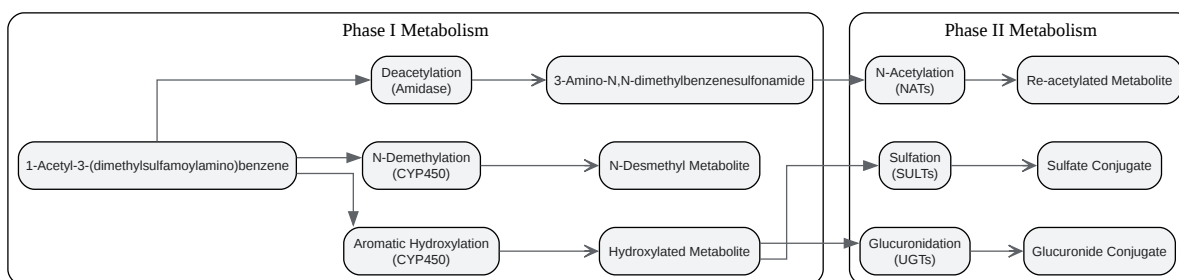 Phase I Metabolism
Phase II Metabolism
Deacetylation
(Amidase)
3-Amino-N,N-dimethylbenzenesulfonamide
N-Acetylation
(NATs)
Re-acetylated Metabolite
1-Acetyl-3-(dimethylsulfamoylamino)benzene
N-Demethylation
(CYP450)
N-Desmethyl Metabolite
Sulfation
(SULTs)
Sulfate Conjugate
Aromatic Hydroxylation
(CYP450)
Hydroxylated Metabolite
Glucuronidation
(UGTs)
Glucuronide Conjugate